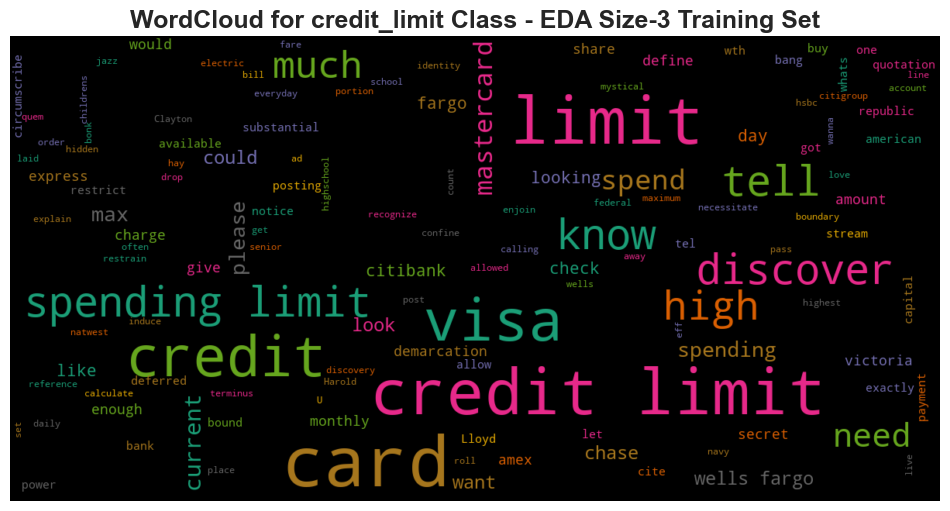 WordCloud for credit_limit Class - EDA Size-3 Training Set
would
jazz
fare
electric
bill
much
school
everyday
portion
identity
mastercard
share
define
wth
bang
buy
whats
one
quotation
line
account
citigroup
hsbc
republic
mystical
circumscribe
childrens
quem
bonk
Clayton
order
hidden
laid
available
substantial
fargo
limit
day
wanna
american
got
could
hay
ad
drop
express
restrict
posting
highschool
count
looking
spend
tell
love
amount
federal
maximum
necessitate
enjoin
explain
max
please
notice
get
senior
recognize
confine
know
boundary
stream
charge
often
restrain
give
citibank
calling
allowed
check
wells
away
tel
pass
discover
spending limit
induce
natwest
look
post
visa
high
eff
highest
capital
credit
demarcation
allow
spending
victoria
like
reference
deferred
discovery
Harold
credit limit
exactly
payment
calculate
terminus
U
enough
current
bound
monthly
set
daily
bank
place
power
card
Lloyd
roll
amex
want
let
chase
cite
secret
navy
wells fargo
need
live